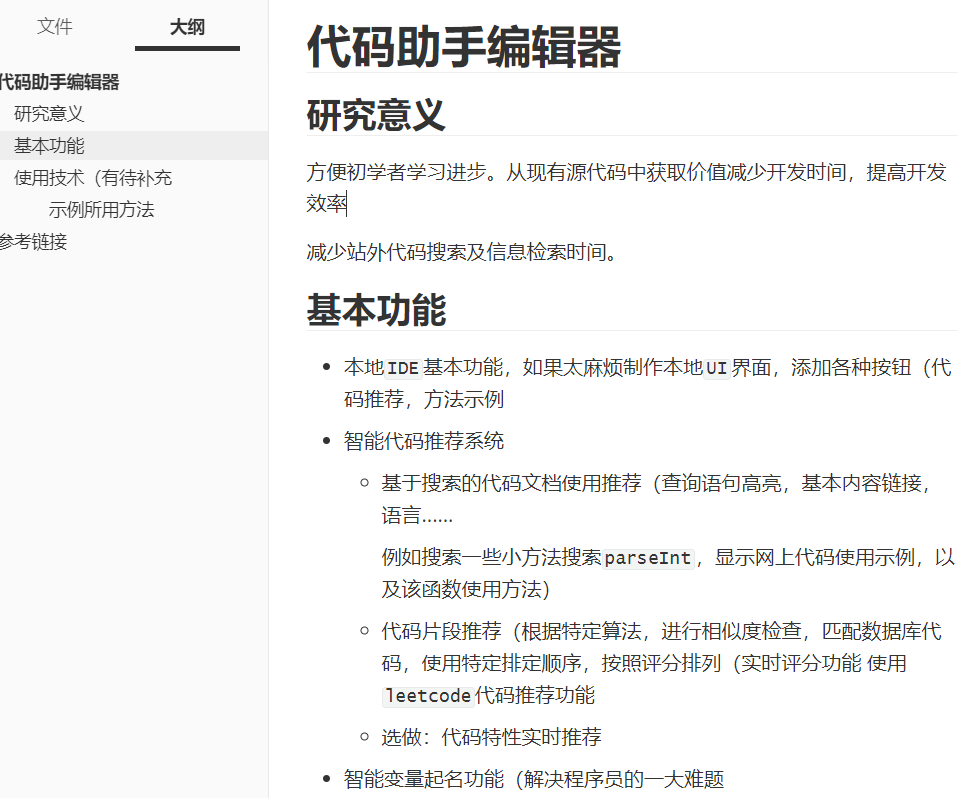 文件
大纲
代码助手编辑器
研究意义
基本功能
使用技术（有待补充
示例所用方法
参考链接
代码助手编辑器
研究意义
方便初学者学习进步。从现有源代码中获取价值减少开发时间，提高开发
效率
减少站外代码搜索及信息检索时间。
基本功能
本地IDE基本功能，如果太麻烦制作本地UI界面，添加各种按钮（代
码推荐，方法示例
智能代码推荐系统
基于搜索的代码文档使用推荐（查询语句高亮，基本内容链接，
语言......
例如搜索一些小方法搜索parseInt，显示网上代码使用示例，以
及该函数使用方法）
代码片段推荐（根据特定算法，进行相似度检查，匹配数据库代
码，使用特定排定顺序，按照评分排列（实时评分功能 使用
leetcode代码推荐功能
选做：代码特性实时推荐
智能变量起名功能（解决程序员的一大难题